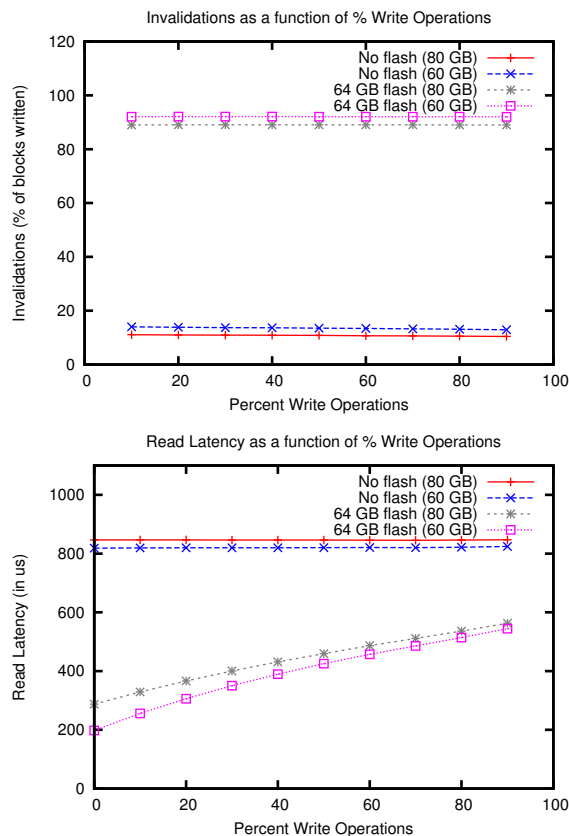 Invalidations as a function of % Write Operations
120
100
80
60
40
20
0
Invalidations (% of blocks written)
No flash (80 GB)
No flash (60 GB)
64 GB flash (80 GB)
64 GB flash (60 GB)
0 20 40 60 80 100
Percent Write Operations
Read Latency as a function of % Write Operations
1000
800
600
400
200
0
Read Latency (in us)
No flash (80 GB)
No flash (60 GB)
64 GB flash (80 GB)
64 GB flash (60 GB)
0 20 40 60 80 100
Percent Write Operations